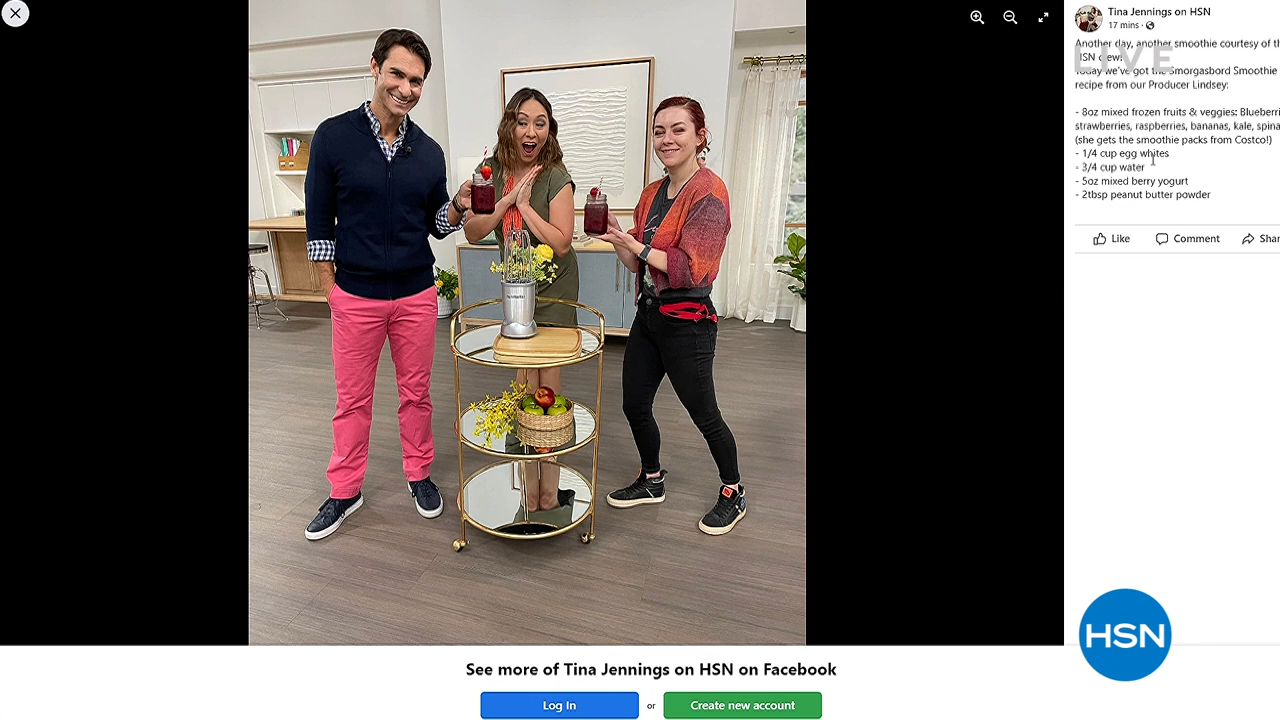 Tina Jennings on HSN
17 mins ·
LIVE
Another day, another smoothie courtesy of th
HSN crew!
Today we've got the Smorgasbord Smoothie
recipe from our Producer Lindsey:
- 8oz mixed frozen fruits & veggies: Blueberri
strawberries, raspberries, bananas, kale, spina
(she gets the smoothie packs from Costco!)
- 1/4 cup egg whites
- 3/4 cup water
- 5oz mixed berry yogurt
- 2tbsp peanut butter powder
Like Comment Shar
HSN
See more of Tina Jennings on HSN on Facebook
Log In or Create new account